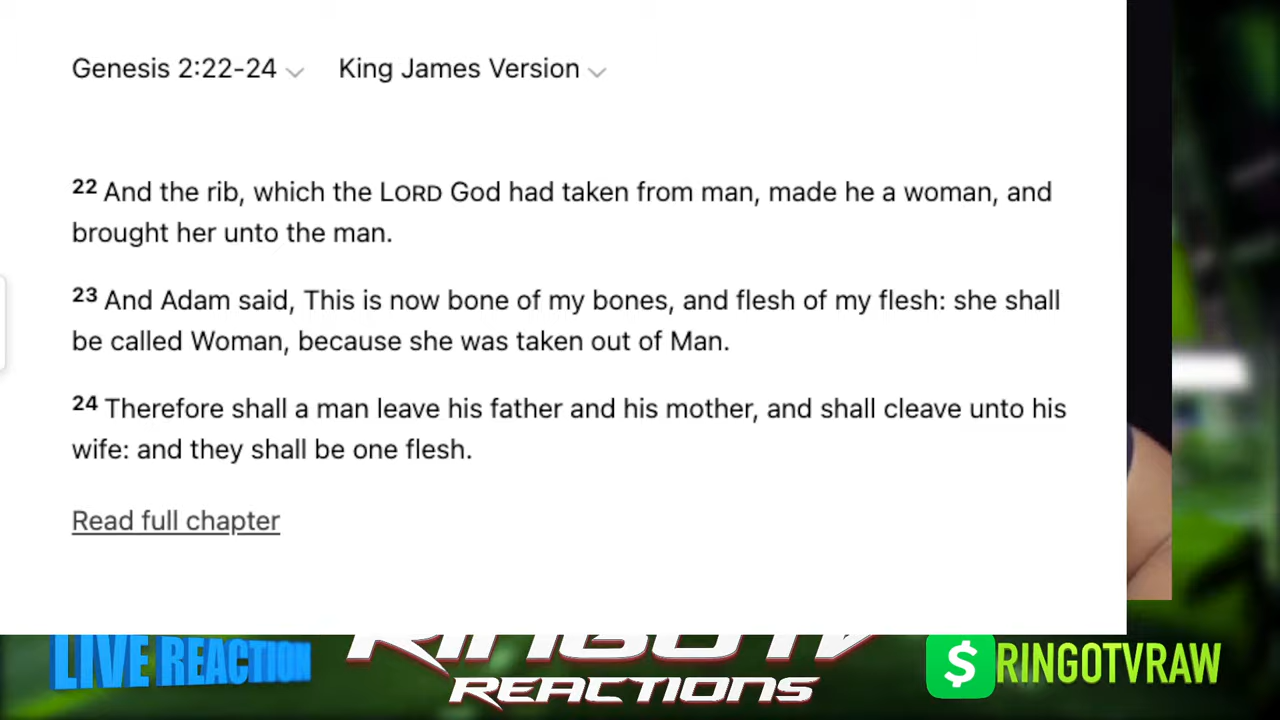 Genesis 2:22-24 King James Version
22 And the rib, which the LORD God had taken from man, made he a woman, and
brought her unto the man.
23 And Adam said, This is now bone of my bones, and flesh of my flesh: she shall
be called Woman, because she was taken out of Man.
24 Therefore shall a man leave his father and his mother, and shall cleave unto his
wife: and they shall be one flesh.
Read full chapter
LIVE REACTION
RINGO TV
REACTIONS
$ RINGOTVRAW